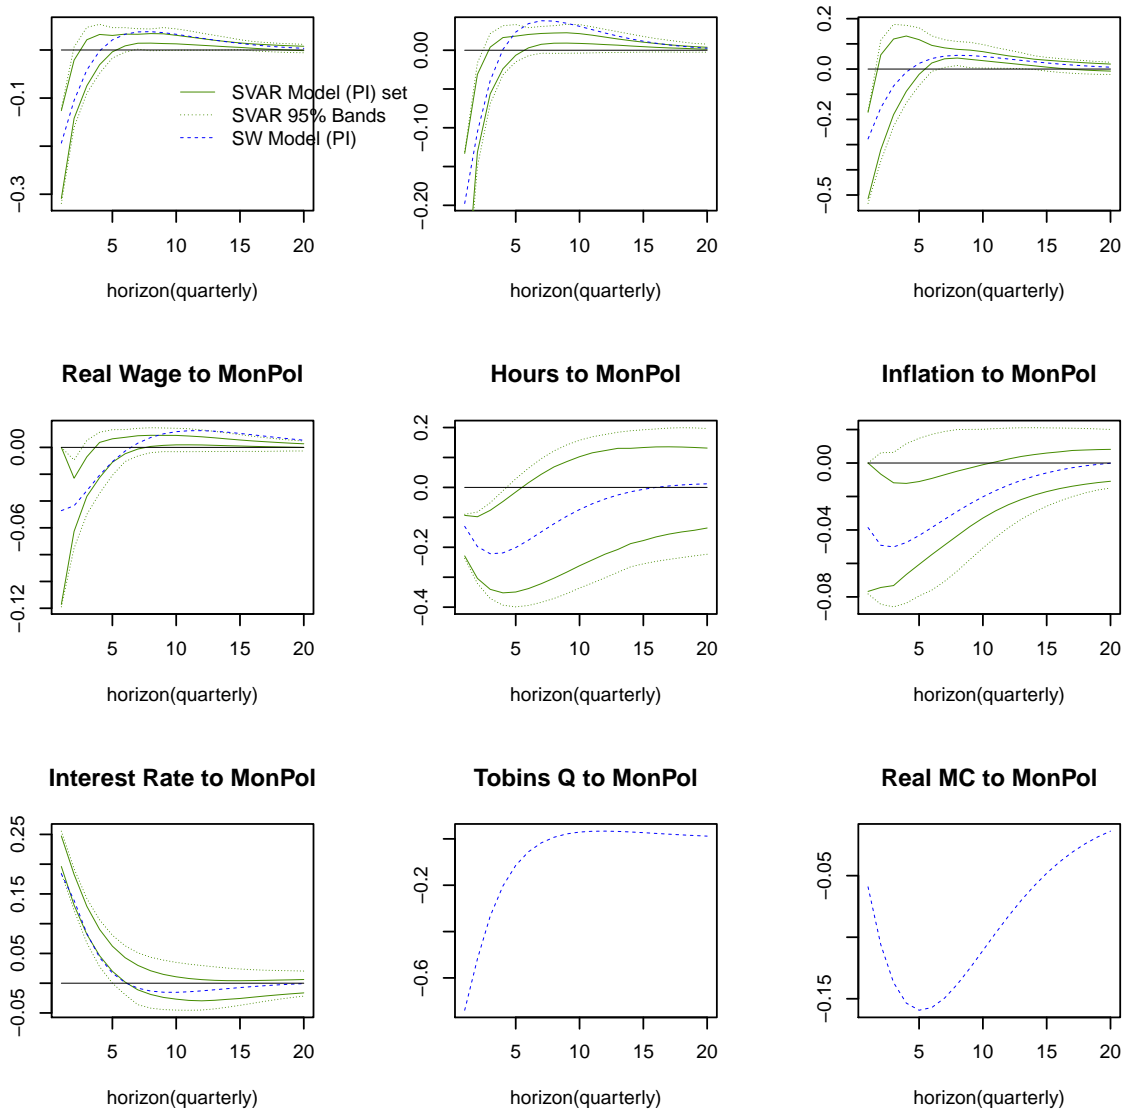 −0.3
−0.1
SVAR Model (PI) set
SVAR 95% Bands
SW Model (PI)
5 10 15 20
horizon(quarterly)
−0.20
−0.10
0.00
5 10 15 20
horizon(quarterly)
−0.5
−0.2
0.0
0.2
5 10 15 20
horizon(quarterly)
Real Wage to MonPol
−0.12
−0.06
0.00
5 10 15 20
horizon(quarterly)
Hours to MonPol
−0.4
−0.2
0.0
0.2
5 10 15 20
horizon(quarterly)
Inflation to MonPol
−0.08
−0.04
0.00
5 10 15 20
horizon(quarterly)
Interest Rate to MonPol
−0.05
0.05
0.15
0.25
5 10 15 20
horizon(quarterly)
Tobins Q to MonPol
−0.6
−0.2
5 10 15 20
horizon(quarterly)
Real MC to MonPol
−0.15
−0.05
5 10 15 20
horizon(quarterly)